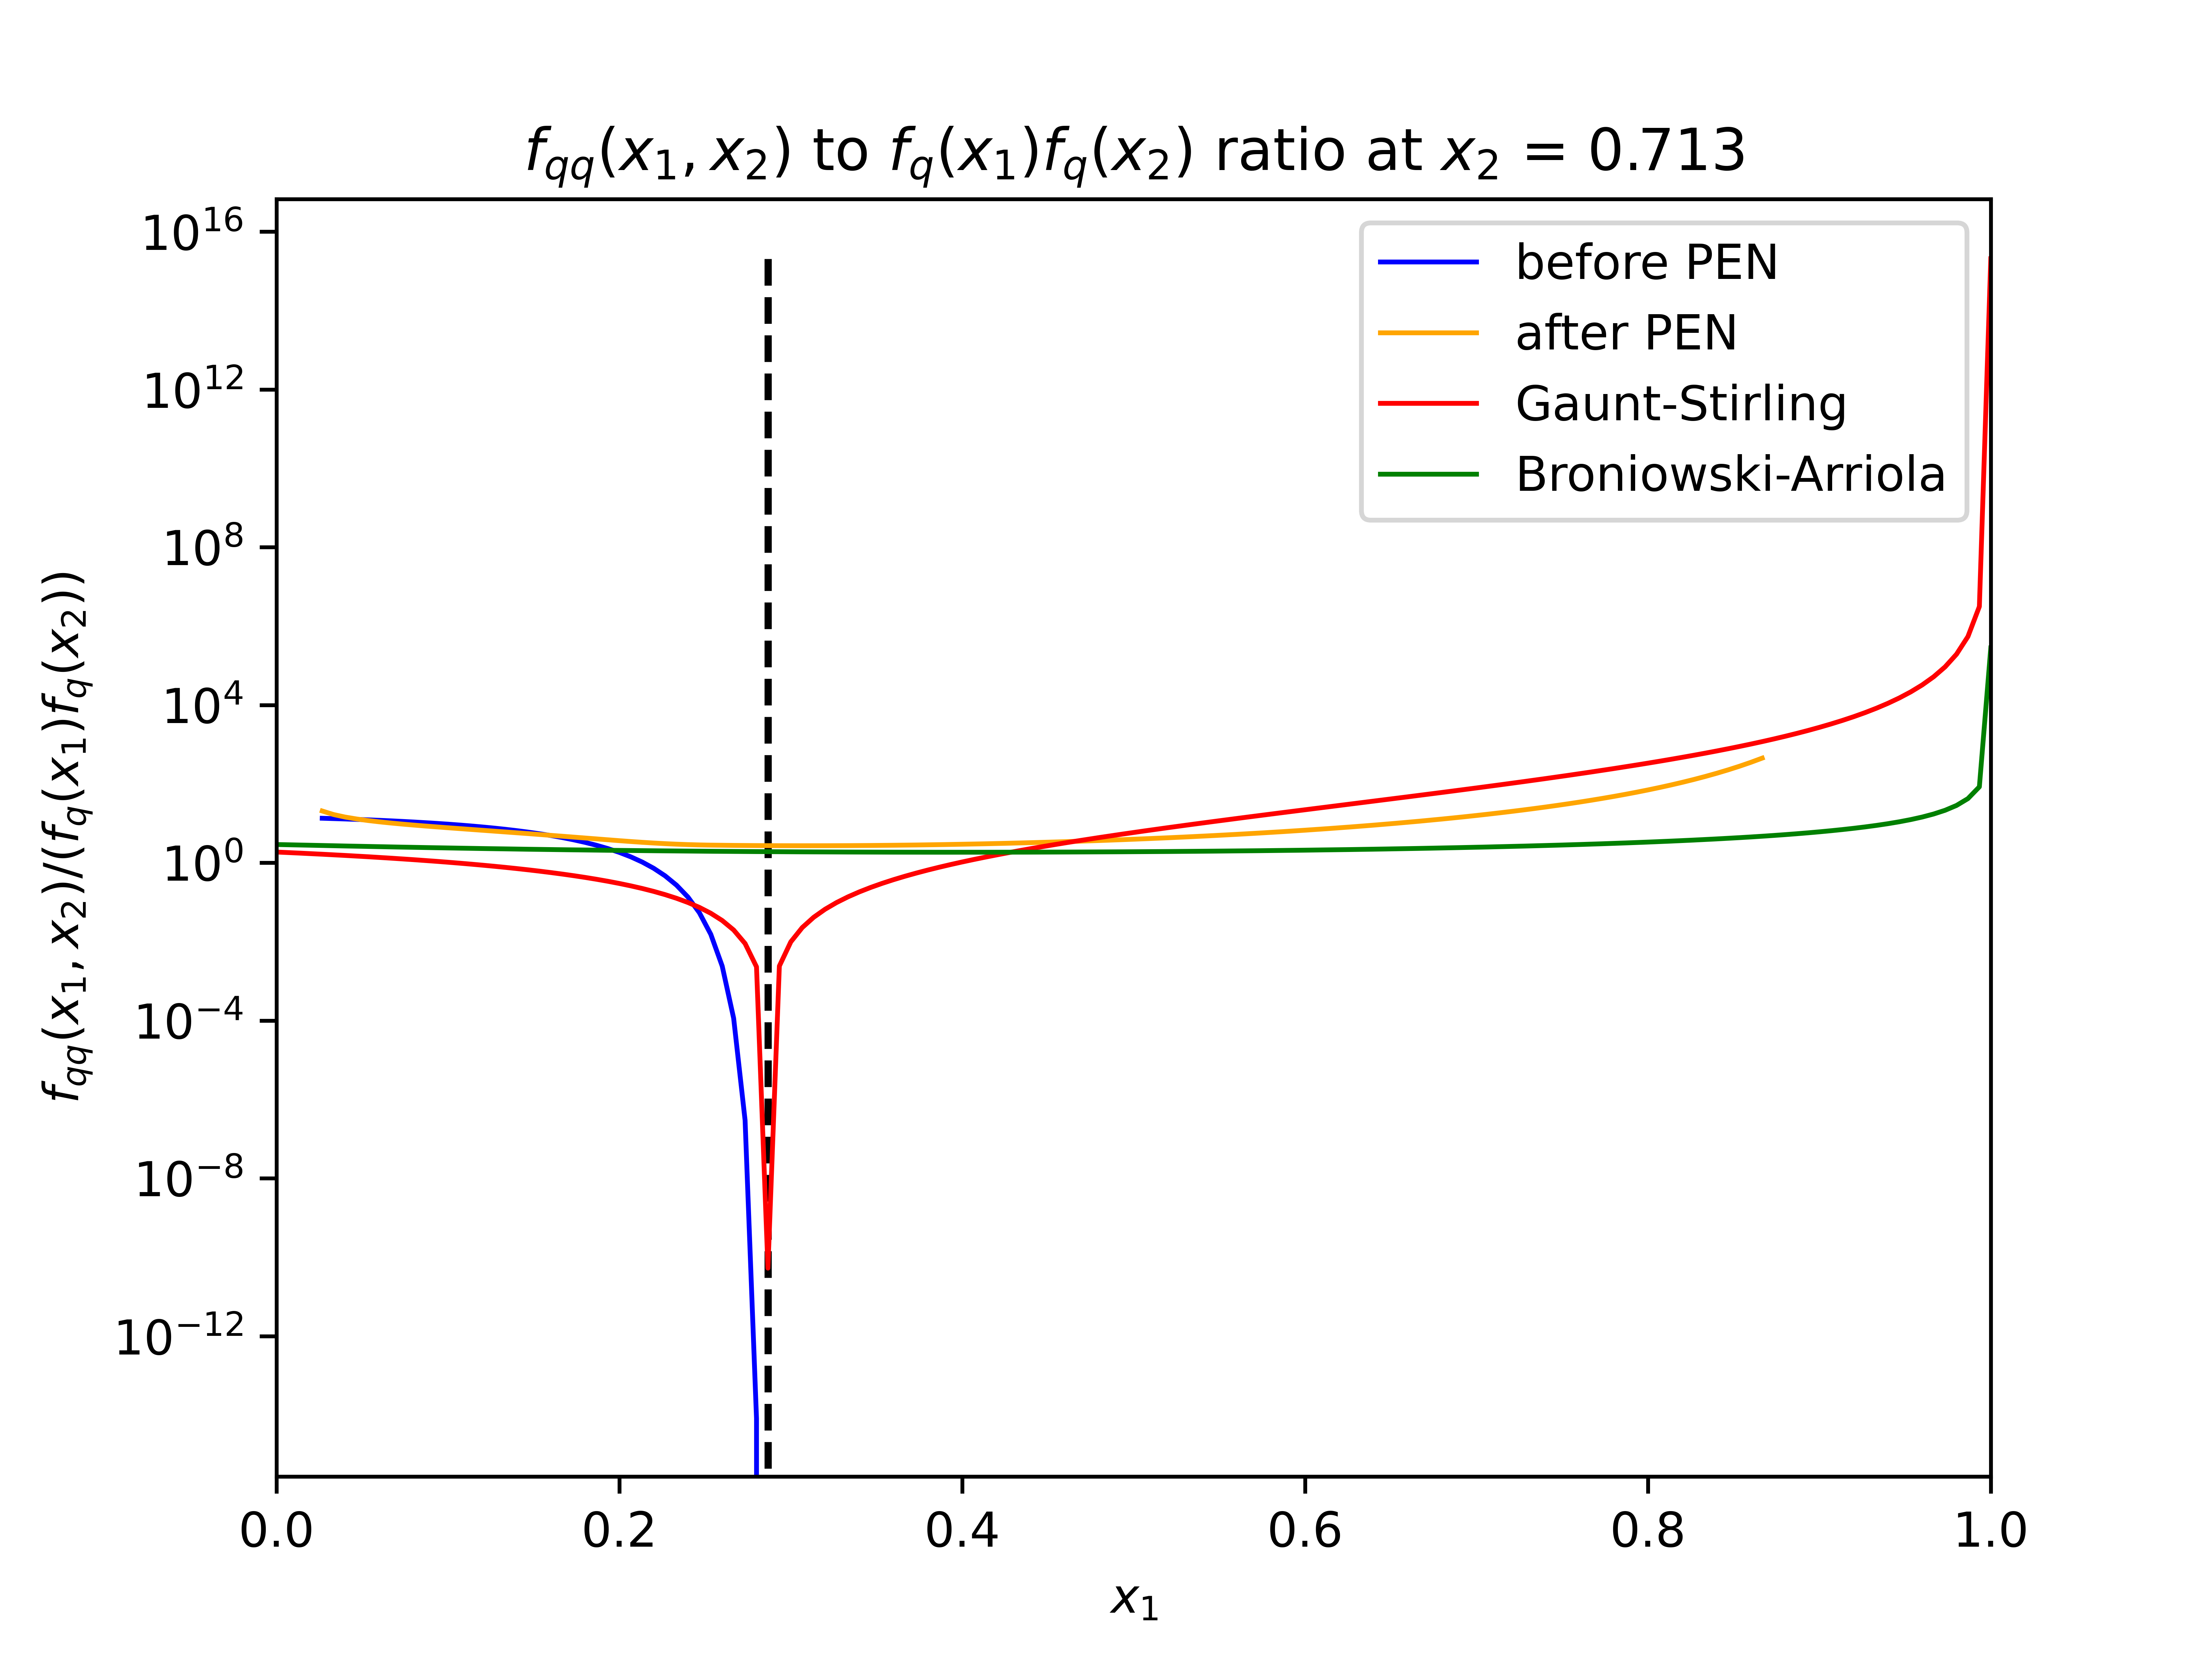 f_qq(x_1, x_2) to f_q(x_1)f_q(x_2) ratio at x_2 = 0.713
10^16
10^12
10^8
10^4
10^0
10^−4
10^−8
10^−12
f_qq(x_1, x_2)/(f_q(x_1)f_q(x_2))
before PEN
after PEN
Gaunt-Stirling
Broniowski-Arriola
0.0 0.2 0.4 0.6 0.8 1.0
x_1